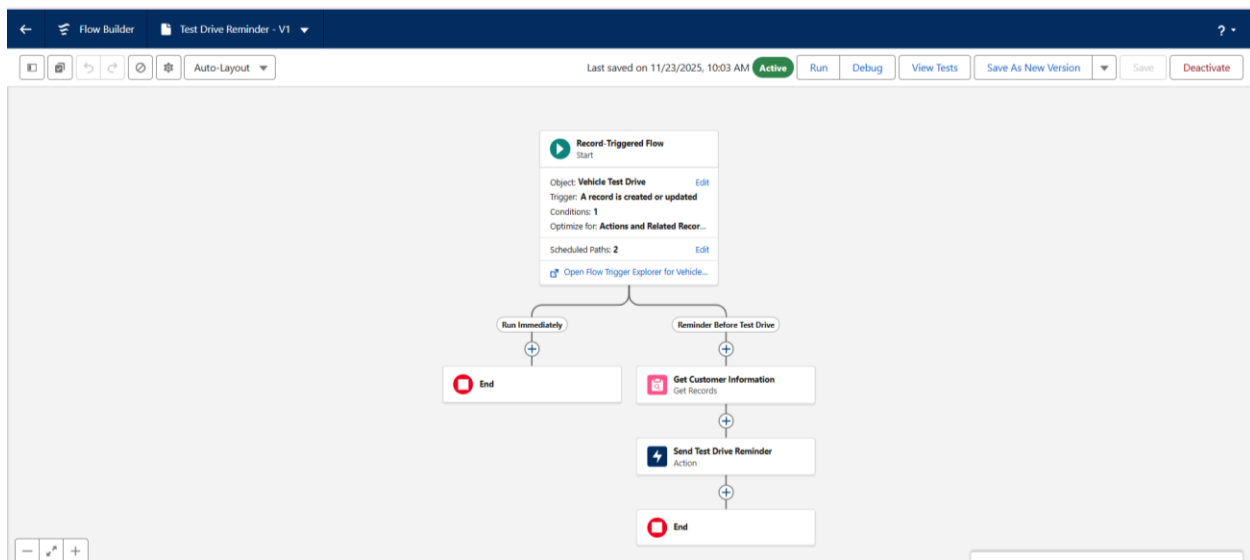 Flow Builder Test Drive Reminder - V1 ?
Auto-Layout Last saved on 11/23/2025, 10:03 AM Active Run Debug View Tests Save As New Version Save Deactivate
Record-Triggered Flow
Start
Object: Vehicle Test Drive Edit
Trigger: A record is created or updated
Conditions: 1
Optimize for: Actions and Related Recor...
Scheduled Paths: 2 Edit
Open Flow Trigger Explorer for Vehicle...
Run Immediately Reminder Before Test Drive
End
Get Customer Information
Get Records
Send Test Drive Reminder
Action
End